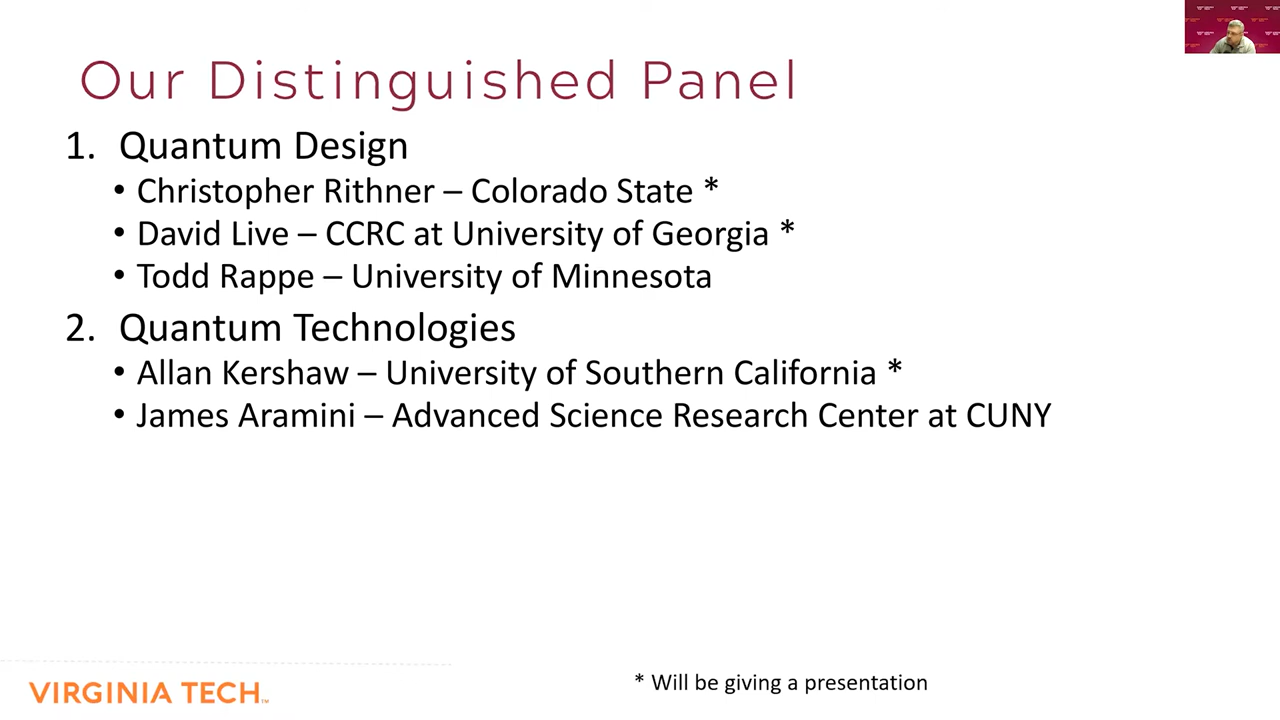 Our Distinguished Panel
1. Quantum Design
• Christopher Rithner – Colorado State *
• David Live – CCRC at University of Georgia *
• Todd Rappe – University of Minnesota
2. Quantum Technologies
• Allan Kershaw – University of Southern California *
• James Aramini – Advanced Science Research Center at CUNY
* Will be giving a presentation
VIRGINIA TECH™